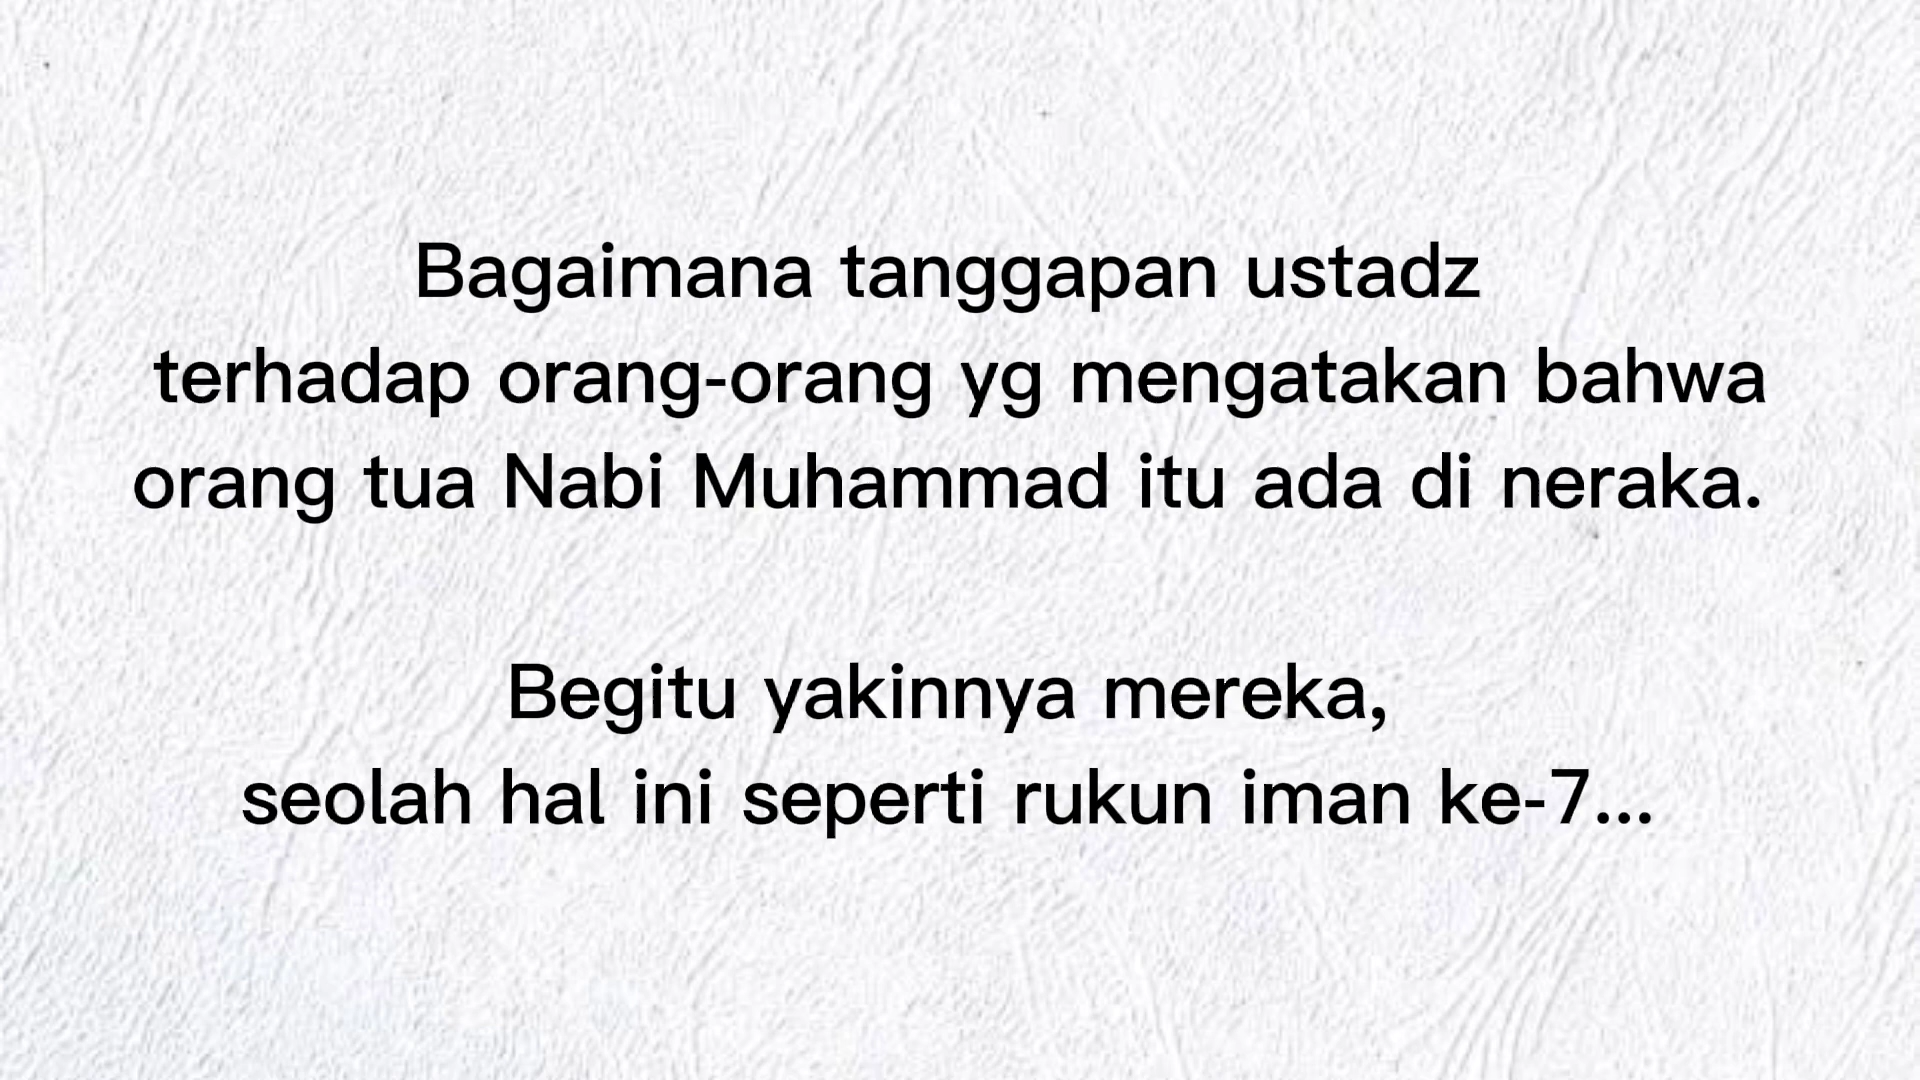 Bagaimana tanggapan ustadz
terhadap orang-orang yg mengatakan bahwa
orang tua Nabi Muhammad itu ada di neraka.
Begitu yakinnya mereka,
seolah hal ini seperti rukun iman ke-7...